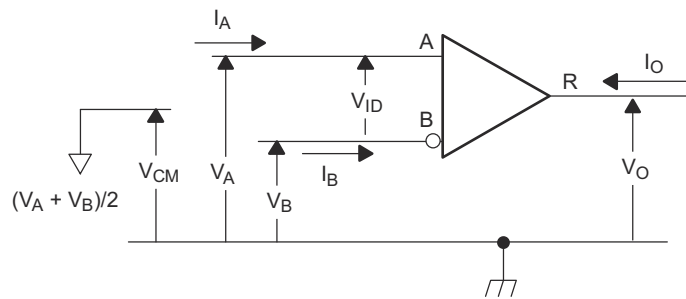 I_A
A
I_O
V_ID
R
B
V_CM
V_A
I_B
V_O
(V_A + V_B)/2
V_B